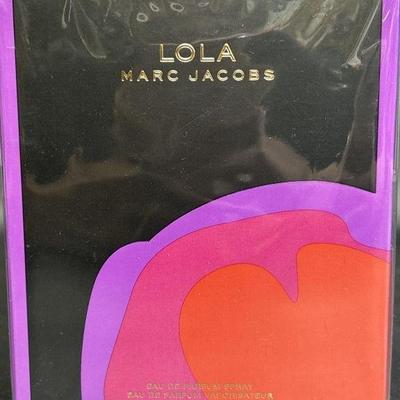 LOLA
MARC JACOBS
EAU DE PARFUM SPRAY
EAU DE PARFUM VAPORISATEUR